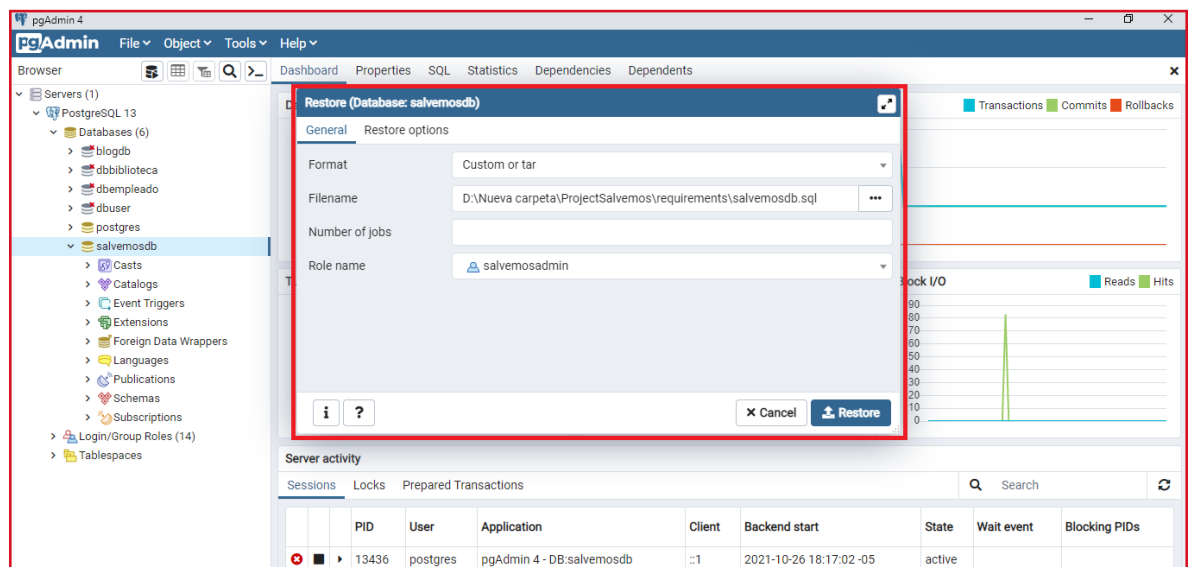 pgAdmin 4
pgAdmin File Object Tools Help
Browser
Dashboard Properties SQL Statistics Dependencies Dependents
Servers (1)
PostgreSQL 13
Databases (6)
blogdb
dbbiblioteca
dbempleado
dbuser
postgres
salvemosdb
Casts
Catalogs
Event Triggers
Extensions
Foreign Data Wrappers
Languages
Publications
Schemas
Subscriptions
Login/Group Roles (14)
Tablespaces
Restore (Database: salvemosdb)
General Restore options
Format Custom or tar
Filename D:\Nueva carpeta\ProjectSalvemos\requirements\salvemosdb.sql
Number of jobs
Role name salvemosadmin
i ? Cancel Restore
Transactions Commits Rollbacks
Reads Hits
80
70
60
50
40
30
20
10
0
Server activity
Sessions Locks Prepared Transactions
Search
PID User Application Client Backend start State Wait event Blocking PIDs
13436 postgres pgAdmin 4 - DB:salvemosdb ::1 2021-10-26 18:17:02 -05 active